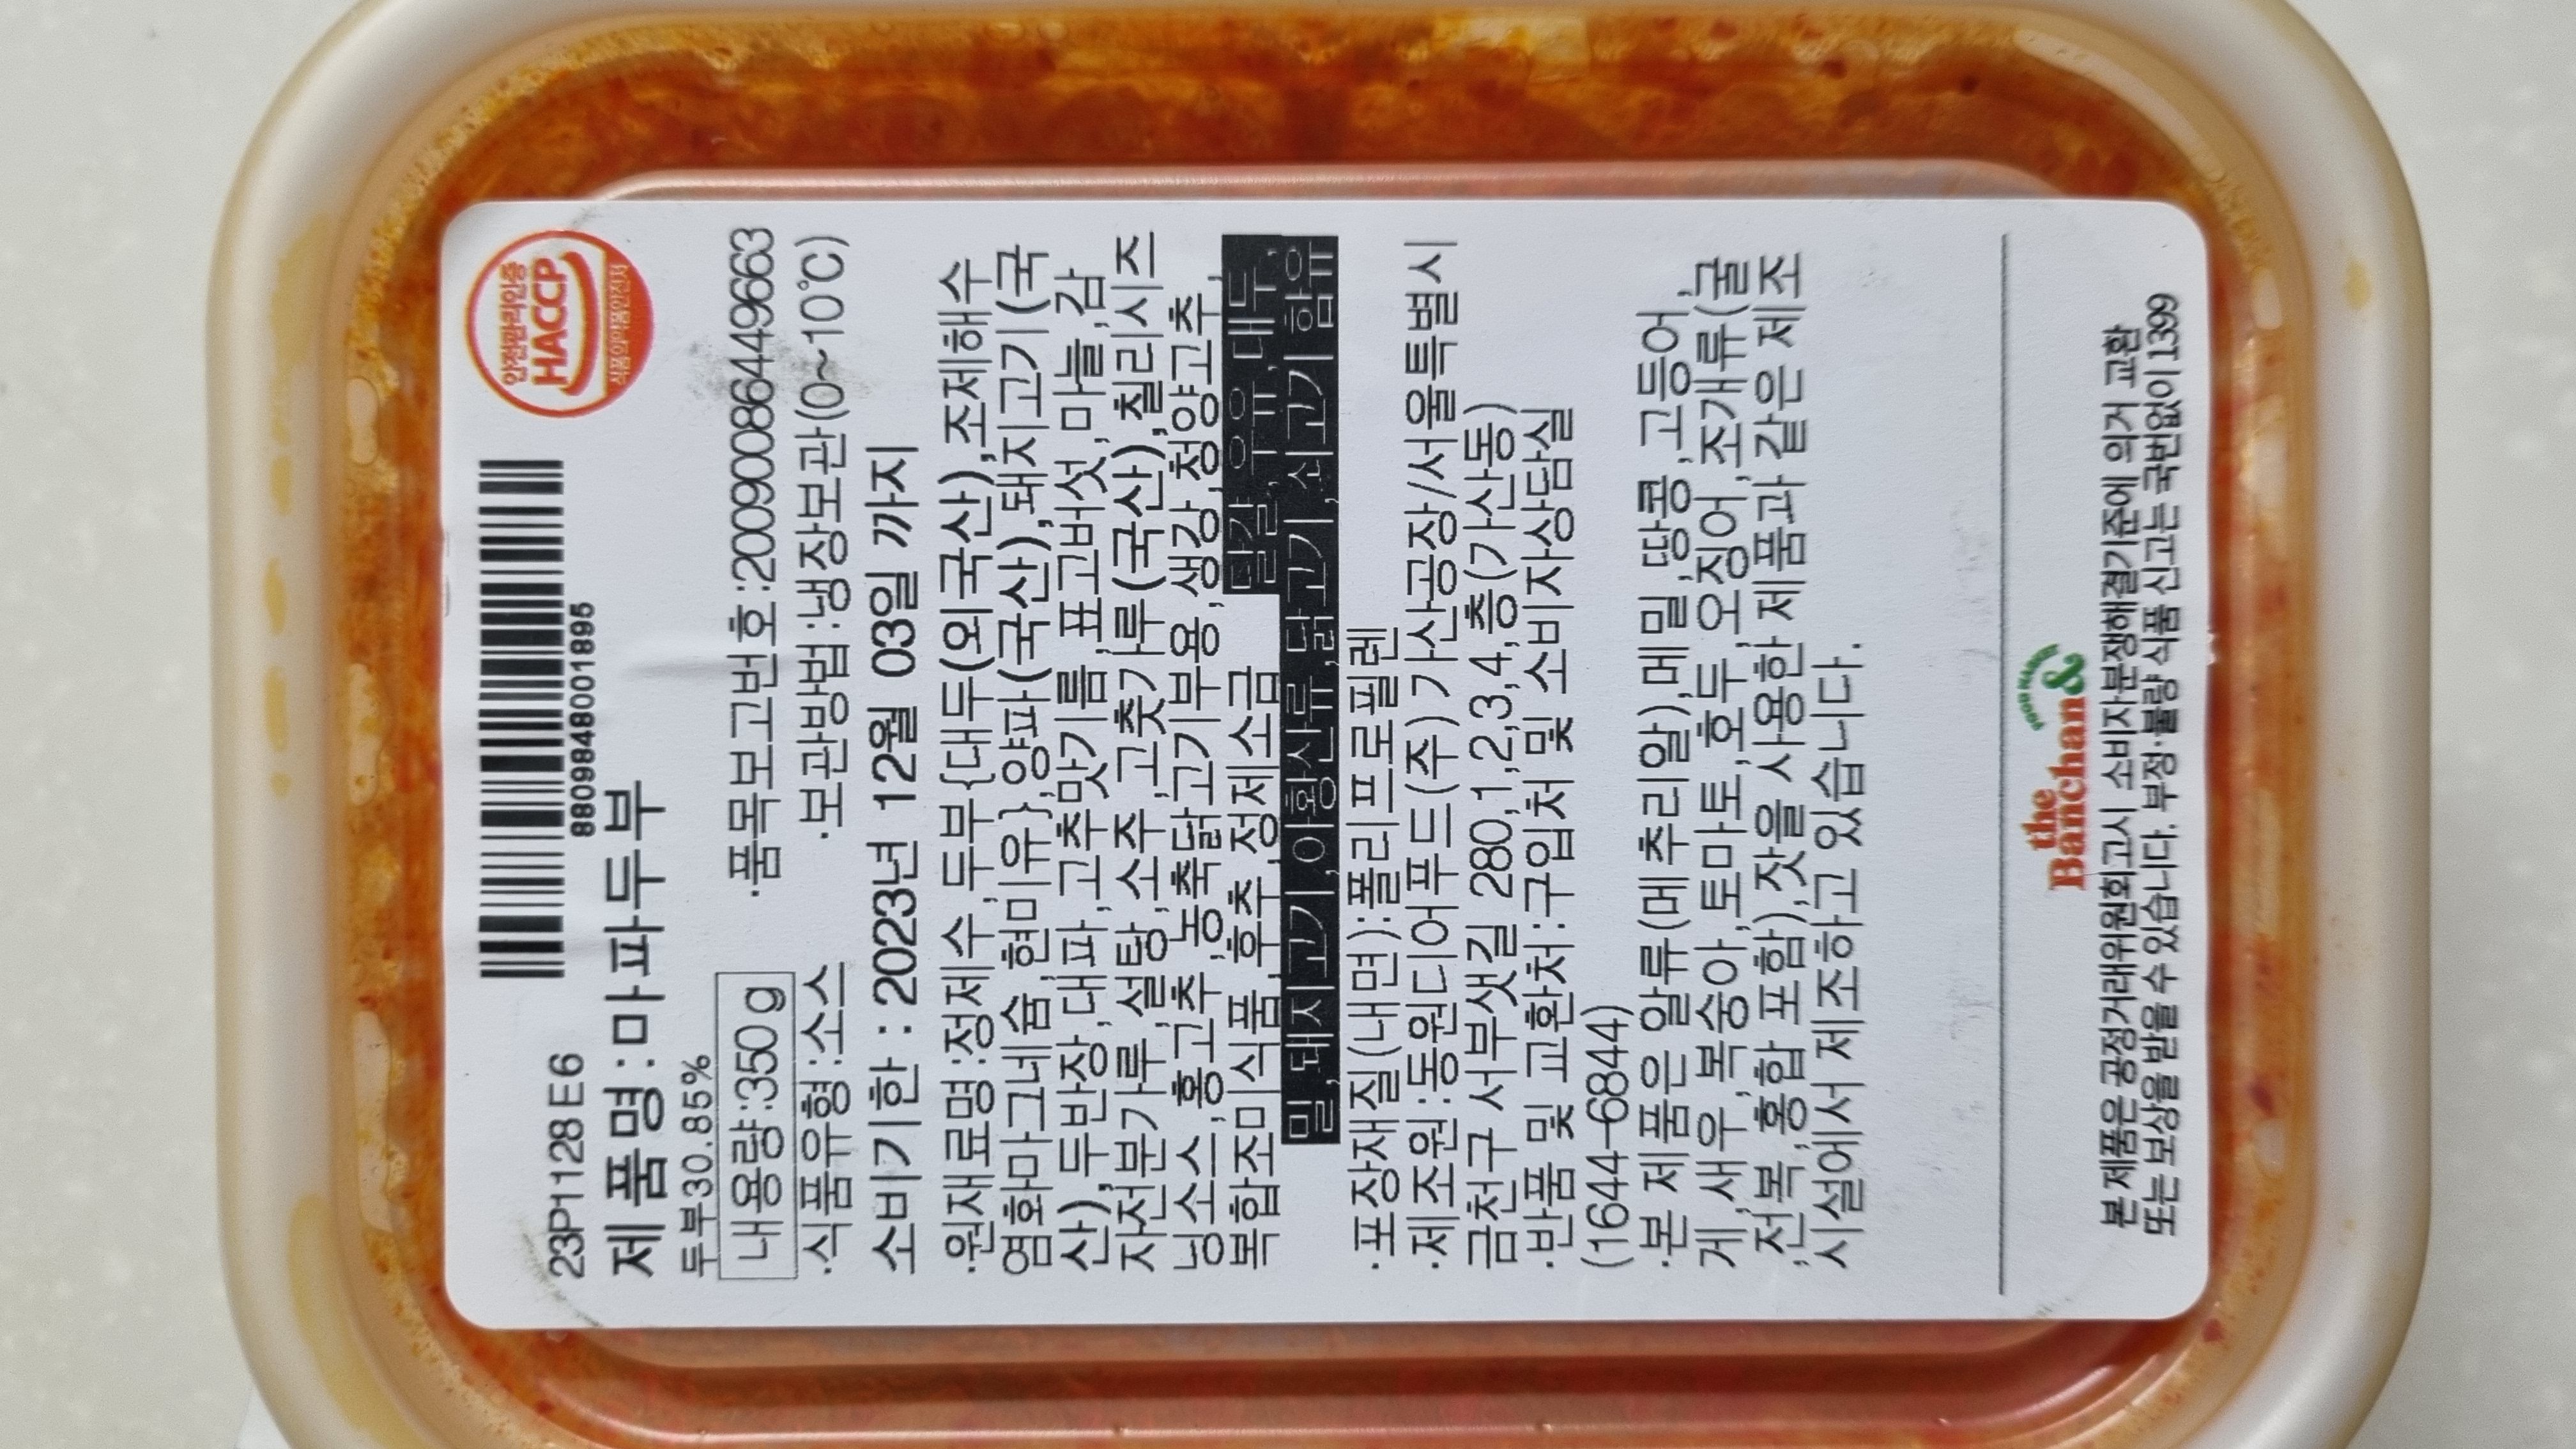 안전관리인증
HACCP
식품의약품안전처
8809848001895
23P1128E6
제품명:마파두부
두부30.85%
내용량:350g
·품목보고번호:20090086449663
·식품유형:소스
·보관방법:냉장보관(0~10℃)
소비기한 : 2023년 12월 03일 까지
·원재료명:정제수,두부{대두(외국산),조제해수
염화마그네슘,현미유},양파(국산),돼지고기(국
산),두반장,대파,고추맛기름,표고버섯,마늘,감
자전분가루,설탕,소주,고춧가루(국산),칠리시즈
닝소스,홍고추,농축닭고기부용,생강,청양고추,
복합조미식품,후추,정제소금 달걀,우유,대두,
밀,돼지고기,이황산류,닭고기,쇠고기 함유
·포장재질(내면):폴리프로필렌
·제조원:동원디어푸드(주)가산공장/서울특별시
금천구 서부샛길 280,1,2,3,4,층(가산동)
·반품 및 교환처:구입처 및 소비자상담실
(1644-6844)
·본 제품은 알류(메추리알),메밀,땅콩,고등어,
게,새우,복숭아,토마토,호두,오징어,조개류(굴
,전복,홍합 포함),잣을 사용한 제품과 같은 제조
시설에서 제조하고 있습니다.
the
Banchan&
본 제품은 공정거래위원회고시 소비자분쟁해결기준에 의거 교환
또는 보상을 받을 수 있습니다. 부정·불량 식품 신고는 국번없이 1399